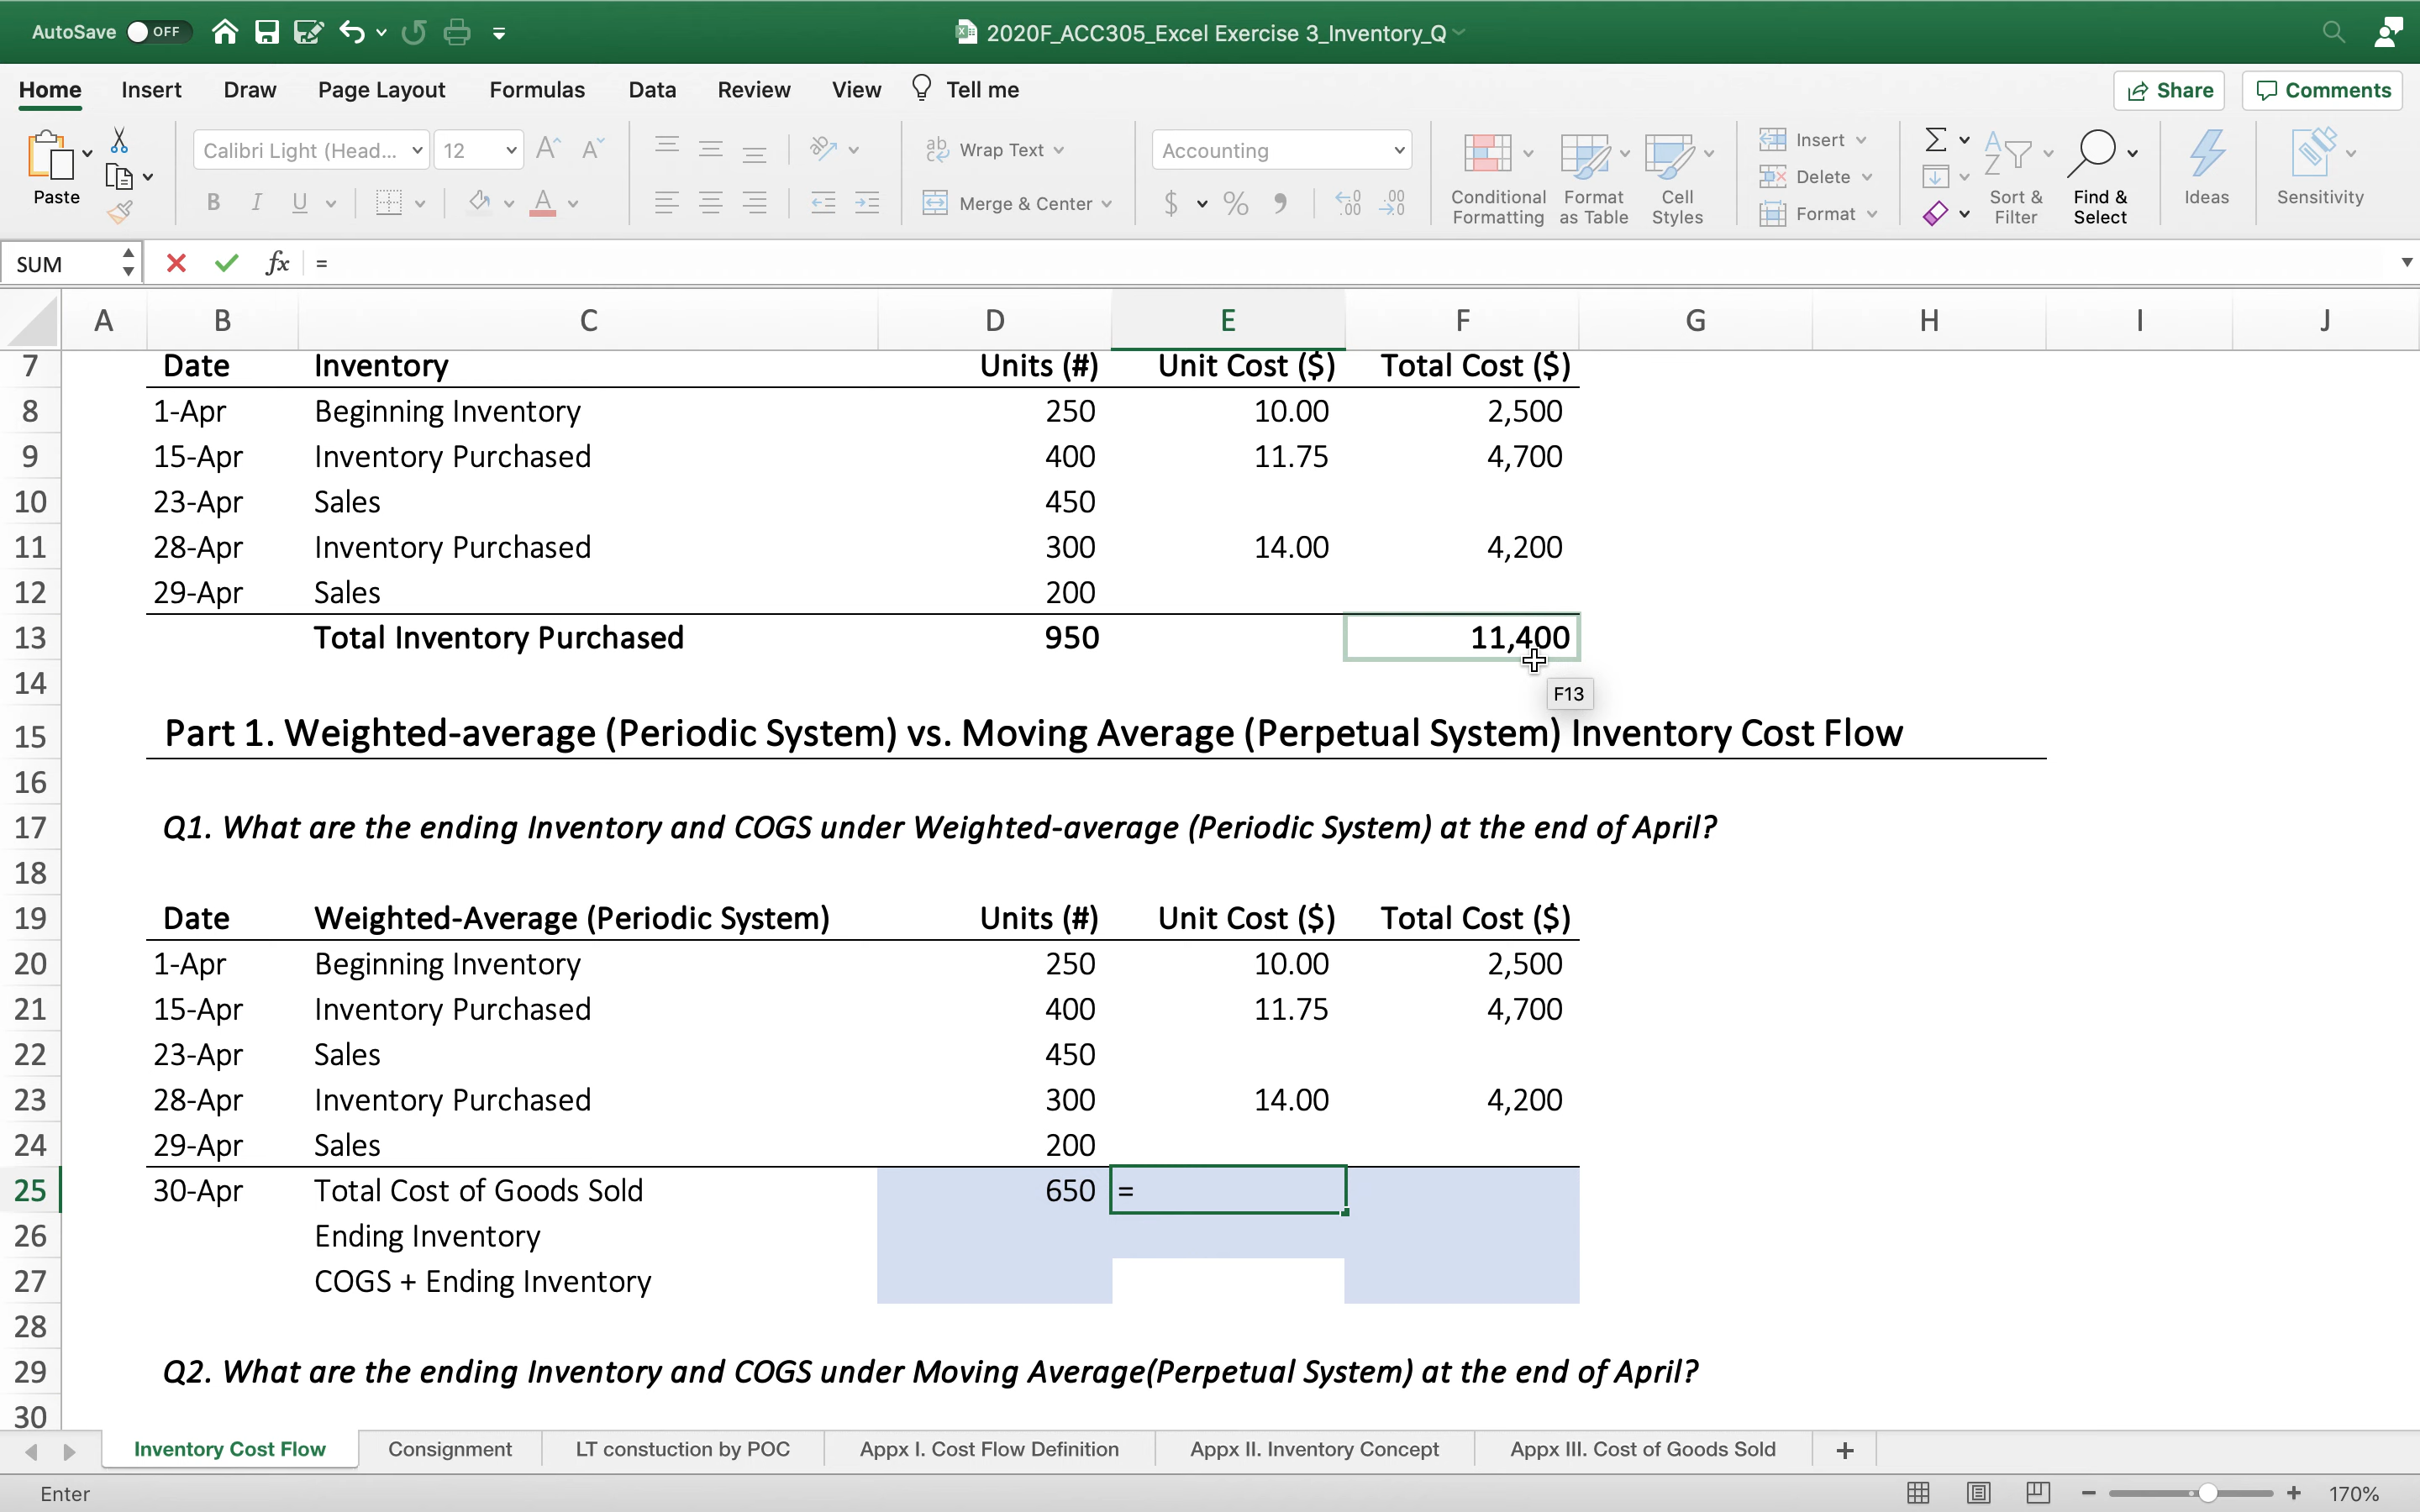 AutoSave OFF 2020F_ACC305_Excel Exercise 3_Inventory_Q
Home Insert Draw Page Layout Formulas Data Review View Tell me Share Comments
Paste Calibri Light (Head... 12 A A Wrap Text Accounting Insert
B I U A Merge & Center $ % Delete
Conditional Formatting Format as Table Cell Styles Format Sort & Filter Find & Select Ideas Sensitivity
SUM fx =
A B C D E F G H I J
7 Date Inventory Units (#) Unit Cost ($) Total Cost ($)
8 1-Apr Beginning Inventory 250 10.00 2,500
9 15-Apr Inventory Purchased 400 11.75 4,700
10 23-Apr Sales 450
11 28-Apr Inventory Purchased 300 14.00 4,200
12 29-Apr Sales 200
13 Total Inventory Purchased 950 11,400
14 F13
15 Part 1. Weighted-average (Periodic System) vs. Moving Average (Perpetual System) Inventory Cost Flow
16
17 Q1. What are the ending Inventory and COGS under Weighted-average (Periodic System) at the end of April?
18
19 Date Weighted-Average (Periodic System) Units (#) Unit Cost ($) Total Cost ($)
20 1-Apr Beginning Inventory 250 10.00 2,500
21 15-Apr Inventory Purchased 400 11.75 4,700
22 23-Apr Sales 450
23 28-Apr Inventory Purchased 300 14.00 4,200
24 29-Apr Sales 200
25 30-Apr Total Cost of Goods Sold 650 =
26 Ending Inventory
27 COGS + Ending Inventory
28
29 Q2. What are the ending Inventory and COGS under Moving Average(Perpetual System) at the end of April?
30
Inventory Cost Flow Consignment LT constuction by POC Appx I. Cost Flow Definition Appx II. Inventory Concept Appx III. Cost of Goods Sold +
Enter 170%